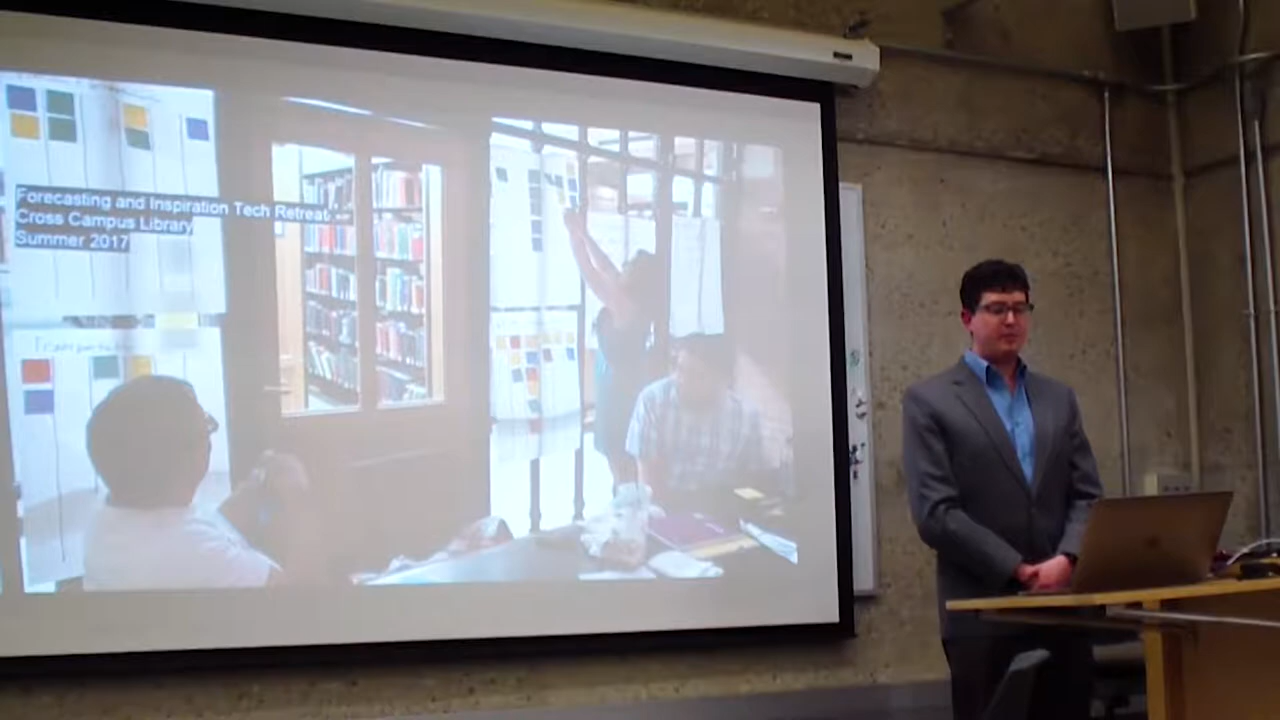 Forecasting and Inspiration Tech Retreat
Cross Campus Library
Summer 2017